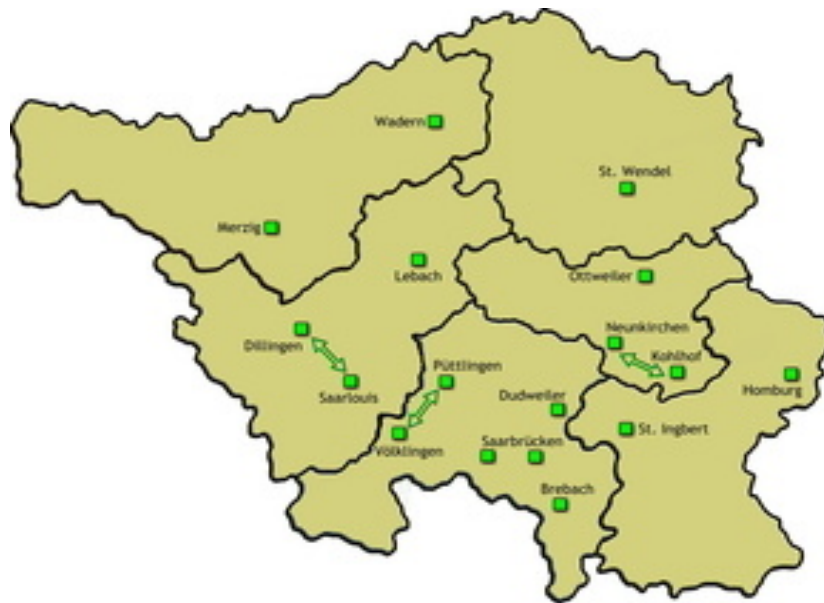 Wadern
St. Wendel
Merzig
Lebach
Ottweiler
Dillingen
Neunkirchen
Püttlingen
Kohlhof
Saarlouis
Dudweiler
Homburg
St. Ingbert
Völklingen
Saarbrücken
Brebach